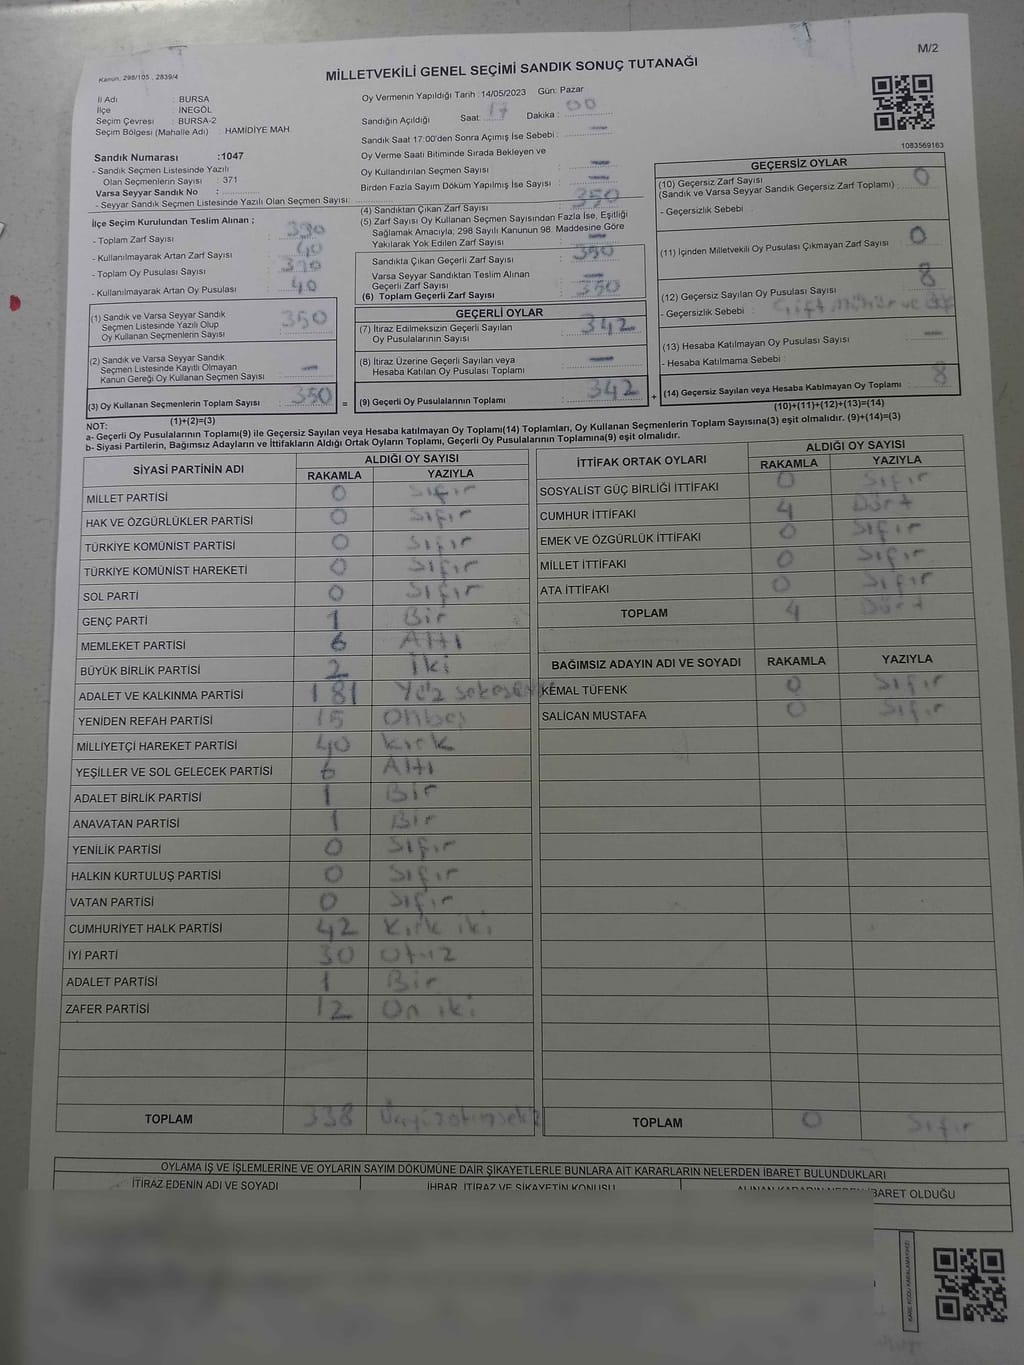 M/2
Kanun, 298/105 , 2839/4
MİLLETVEKİLİ GENEL SEÇİMİ SANDIK SONUÇ TUTANAĞI
İl Adı : BURSA
İlçe : İNEGÖL
Seçim Çevresi : BURSA-2
Seçim Bölgesi (Mahalle Adı) : HAMİDİYE MAH.
Sandık Numarası :1047
- Sandık Seçmen Listesinde Yazılı
Olan Seçmenlerin Sayısı : 371
Varsa Seyyar Sandık No :
- Seyyar Sandık Seçmen Listesinde Yazılı Olan Seçmen Sayısı:
Oy Vermenin Yapıldığı Tarih : 14/05/2023 Gün: Pazar
Sandığın Açıldığı Saat: 17 Dakika : 00
Sandık Saat 17:00'den Sonra Açımış İse Sebebi : —
Oy Verme Saati Bitiminde Sırada Bekleyen ve
Oy Kullandırılan Seçmen Sayısı : —
Birden Fazla Sayım Döküm Yapılmış İse Sayısı : —
1083569163
İlçe Seçim Kurulundan Teslim Alınan ;
- Toplam Zarf Sayısı : 390
- Kullanılmayarak Artan Zarf Sayısı : 40
- Toplam Oy Pusulası Sayısı : 390
- Kullanılmayarak Artan Oy Pusulası : 40
(1) Sandık ve Varsa Seyyar Sandık
Seçmen Listesinde Yazılı Olup
Oy Kullanan Seçmenlerin Sayısı : 350
(2) Sandık ve Varsa Seyyar Sandık
Seçmen Listesinde Kayıtlı Olmayan
Kanun Gereği Oy Kullanan Seçmen Sayısı : —
(3) Oy Kullanan Seçmenlerin Toplam Sayısı : 350
(1)+(2)=(3)
(4) Sandıktan Çıkan Zarf Sayısı : 350
(5) Zarf Sayısı Oy Kullanan Seçmen Sayısından Fazla İse, Eşitliği
Sağlamak Amacıyla; 298 Sayılı Kanunun 98. Maddesine Göre
Yakılarak Yok Edilen Zarf Sayısı : —
Sandıkta Çıkan Geçerli Zarf Sayısı : 350
Varsa Seyyar Sandıktan Teslim Alınan
Geçerli Zarf Sayısı : —
(6) Toplam Geçerli Zarf Sayısı : 350
GEÇERLİ OYLAR
(7) İtiraz Edilmeksizin Geçerli Sayılan
Oy Pusulalarının Sayısı : 342
(8) İtiraz Üzerine Geçerli Sayılan veya
Hesaba Katılan Oy Pusulası Toplamı : —
= (9) Geçerli Oy Pusulalarının Toplamı : 342
GEÇERSİZ OYLAR
(10) Geçersiz Zarf Sayısı
(Sandık ve Varsa Seyyar Sandık Geçersiz Zarf Toplamı) : 0
- Geçersizlik Sebebi :
(11) İçinden Milletvekili Oy Pusulası Çıkmayan Zarf Sayısı : 0
(12) Geçersiz Sayılan Oy Pusulası Sayısı : 8
- Geçersizlik Sebebi : Çift Mühür ve
(13) Hesaba Katılmayan Oy Pusulası Sayısı : —
- Hesaba Katılmama Sebebi :
+ (14) Geçersiz Sayılan veya Hesaba Katılmayan Oy Toplamı : 8
(10)+(11)+(12)+(13)=(14)
NOT:
a- Geçerli Oy Pusulalarının Toplamı(9) ile Geçersiz Sayılan veya Hesaba katılmayan Oy Toplamı(14) Toplamları, Oy Kullanan Seçmenlerin Toplam Sayısına(3) eşit olmalıdır. (9)+(14)=(3)
b- Siyasi Partilerin, Bağımsız Adayların ve İttifakların Aldığı Ortak Oyların Toplamı, Geçerli Oy Pusulalarının Toplamına(9) eşit olmalıdır.
SİYASİ PARTİNİN ADI ALDIĞI OY SAYISI
RAKAMLA YAZIYLA
MİLLET PARTİSİ 0 Sıfır
HAK VE ÖZGÜRLÜKLER PARTİSİ 0 Sıfır
TÜRKİYE KOMÜNİST PARTİSİ 0 Sıfır
TÜRKİYE KOMÜNİST HAREKETİ 0 Sıfır
SOL PARTİ 0 Sıfır
GENÇ PARTİ 1 Bir
MEMLEKET PARTİSİ 6 Altı
BÜYÜK BİRLİK PARTİSİ 2 İki
ADALET VE KALKINMA PARTİSİ 181 Yüz
YENİDEN REFAH PARTİSİ 15 Onbeş
MİLLİYETÇİ HAREKET PARTİSİ 40 Kırk
YEŞİLLER VE SOL GELECEK PARTİSİ 6 Altı
ADALET BİRLİK PARTİSİ 1 Bir
ANAVATAN PARTİSİ 1 Bir
YENİLİK PARTİSİ 0 Sıfır
HALKIN KURTULUŞ PARTİSİ 0 Sıfır
VATAN PARTİSİ 0 Sıfır
CUMHURİYET HALK PARTİSİ 42 Kırk iki
İYİ PARTİ 30 Otuz
ADALET PARTİSİ 1 Bir
ZAFER PARTİSİ 12 On iki
TOPLAM 338
İTTİFAK ORTAK OYLARI ALDIĞI OY SAYISI
RAKAMLA YAZIYLA
SOSYALİST GÜÇ BİRLİĞİ İTTİFAKI 0 Sıfır
CUMHUR İTTİFAKI 4 Dört
EMEK VE ÖZGÜRLÜK İTTİFAKI 0 Sıfır
MİLLET İTTİFAKI 0 Sıfır
ATA İTTİFAKI 0 Sıfır
TOPLAM 4 Dört
BAĞIMSIZ ADAYIN ADI VE SOYADI RAKAMLA YAZIYLA
KEMAL TÜFENK 0 Sıfır
SALİCAN MUSTAFA 0 Sıfır
TOPLAM 0 Sıfır
OYLAMA İŞ VE İŞLEMLERİNE VE OYLARIN SAYIM DÖKÜMÜNE DAİR ŞİKAYETLERLE BUNLARA AİT KARARLARIN NELERDEN İBARET BULUNDUKLARI
İTİRAZ EDENİN ADI VE SOYADI İHBAR, İTİRAZ VE ŞİKAYETİN KONUSU ALINAN KARARIN NEDEN İBARET OLDUĞU